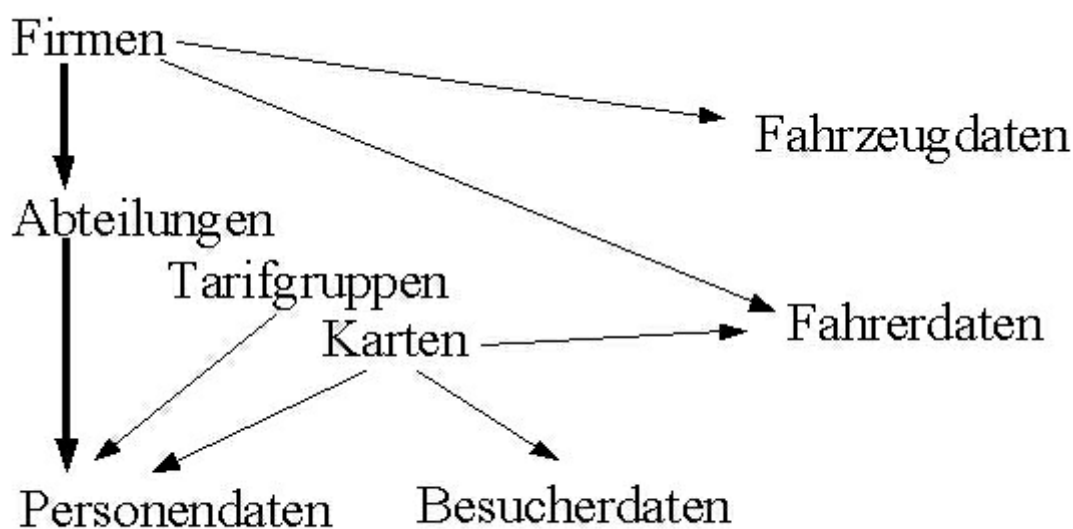 Firmen
Fahrzeugdaten
Abteilungen
Tarifgruppen
Karten
Fahrerdaten
Personendaten
Besucherdaten